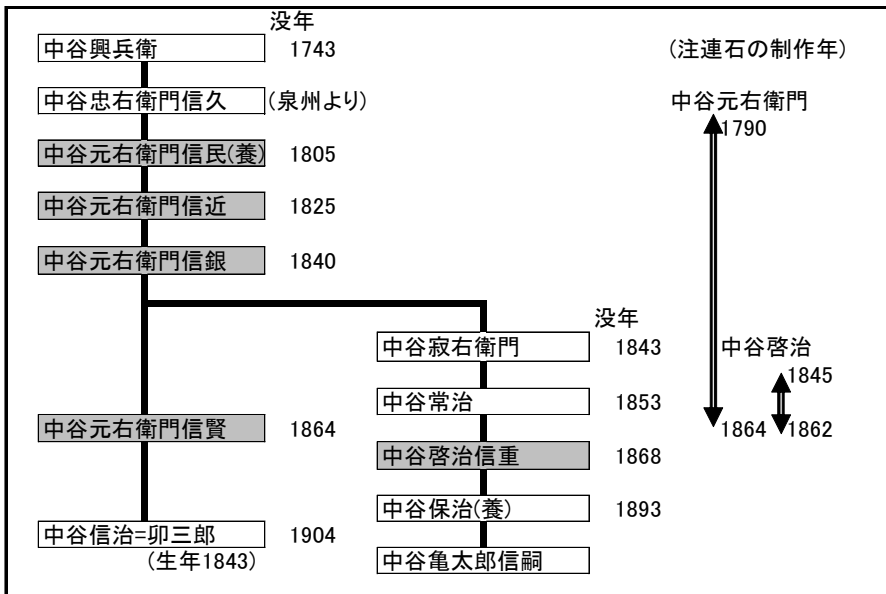 没年
中谷興兵衛 1743
(注連石の制作年)
中谷忠右衛門信久 (泉州より)
中谷元右衛門
1790
中谷元右衛門信民(養) 1805
中谷元右衛門信近 1825
中谷元右衛門信銀 1840
没年
中谷寂右衛門 1843
中谷啓治
1845
中谷常治 1853
中谷元右衛門信賢 1864
1864
1862
中谷啓治信重 1868
中谷保治(養) 1893
中谷信治=卯三郎 1904
(生年1843)
中谷亀太郎信嗣